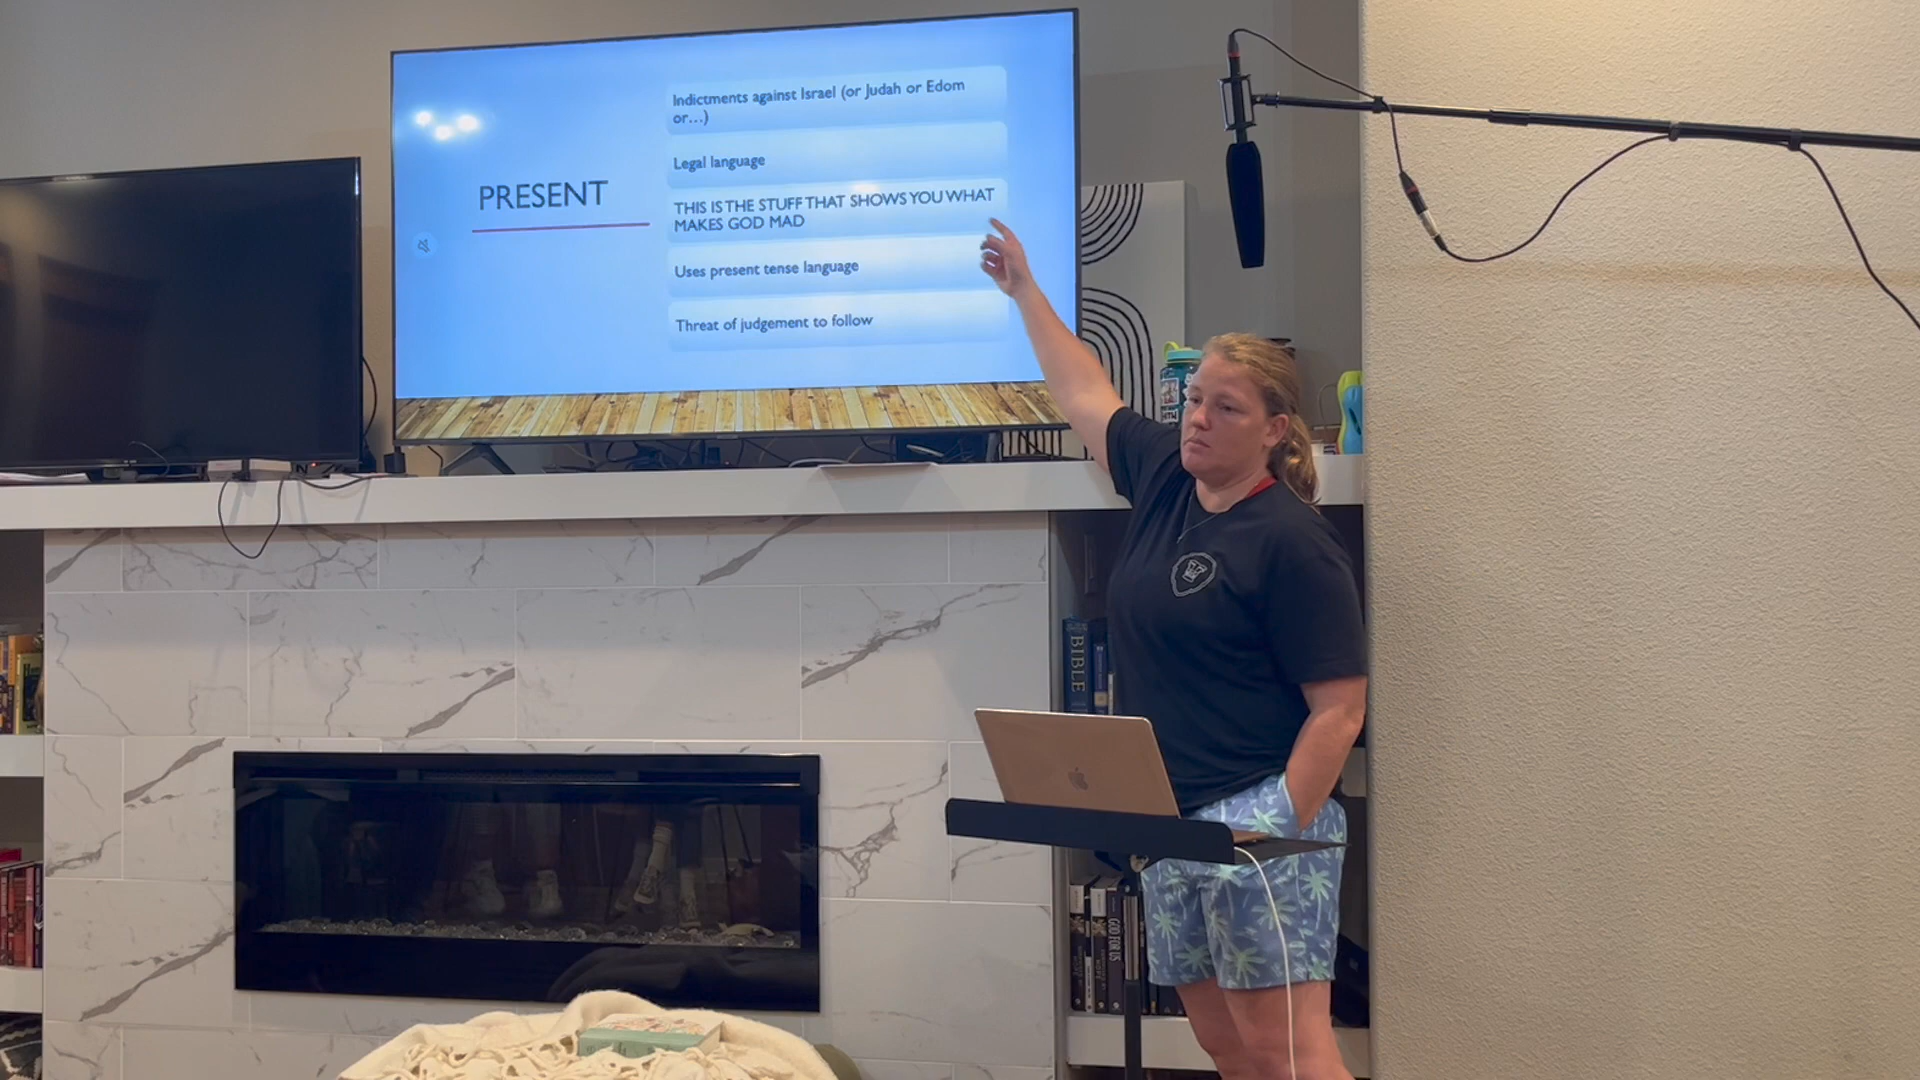 PRESENT
Indictments against Israel (or Judah or Edom
or...)
Legal language
THIS IS THE STUFF THAT SHOWS YOU WHAT
MAKES GOD MAD
Uses present tense language
Threat of judgement to follow
BIBLE
GOD FOR US